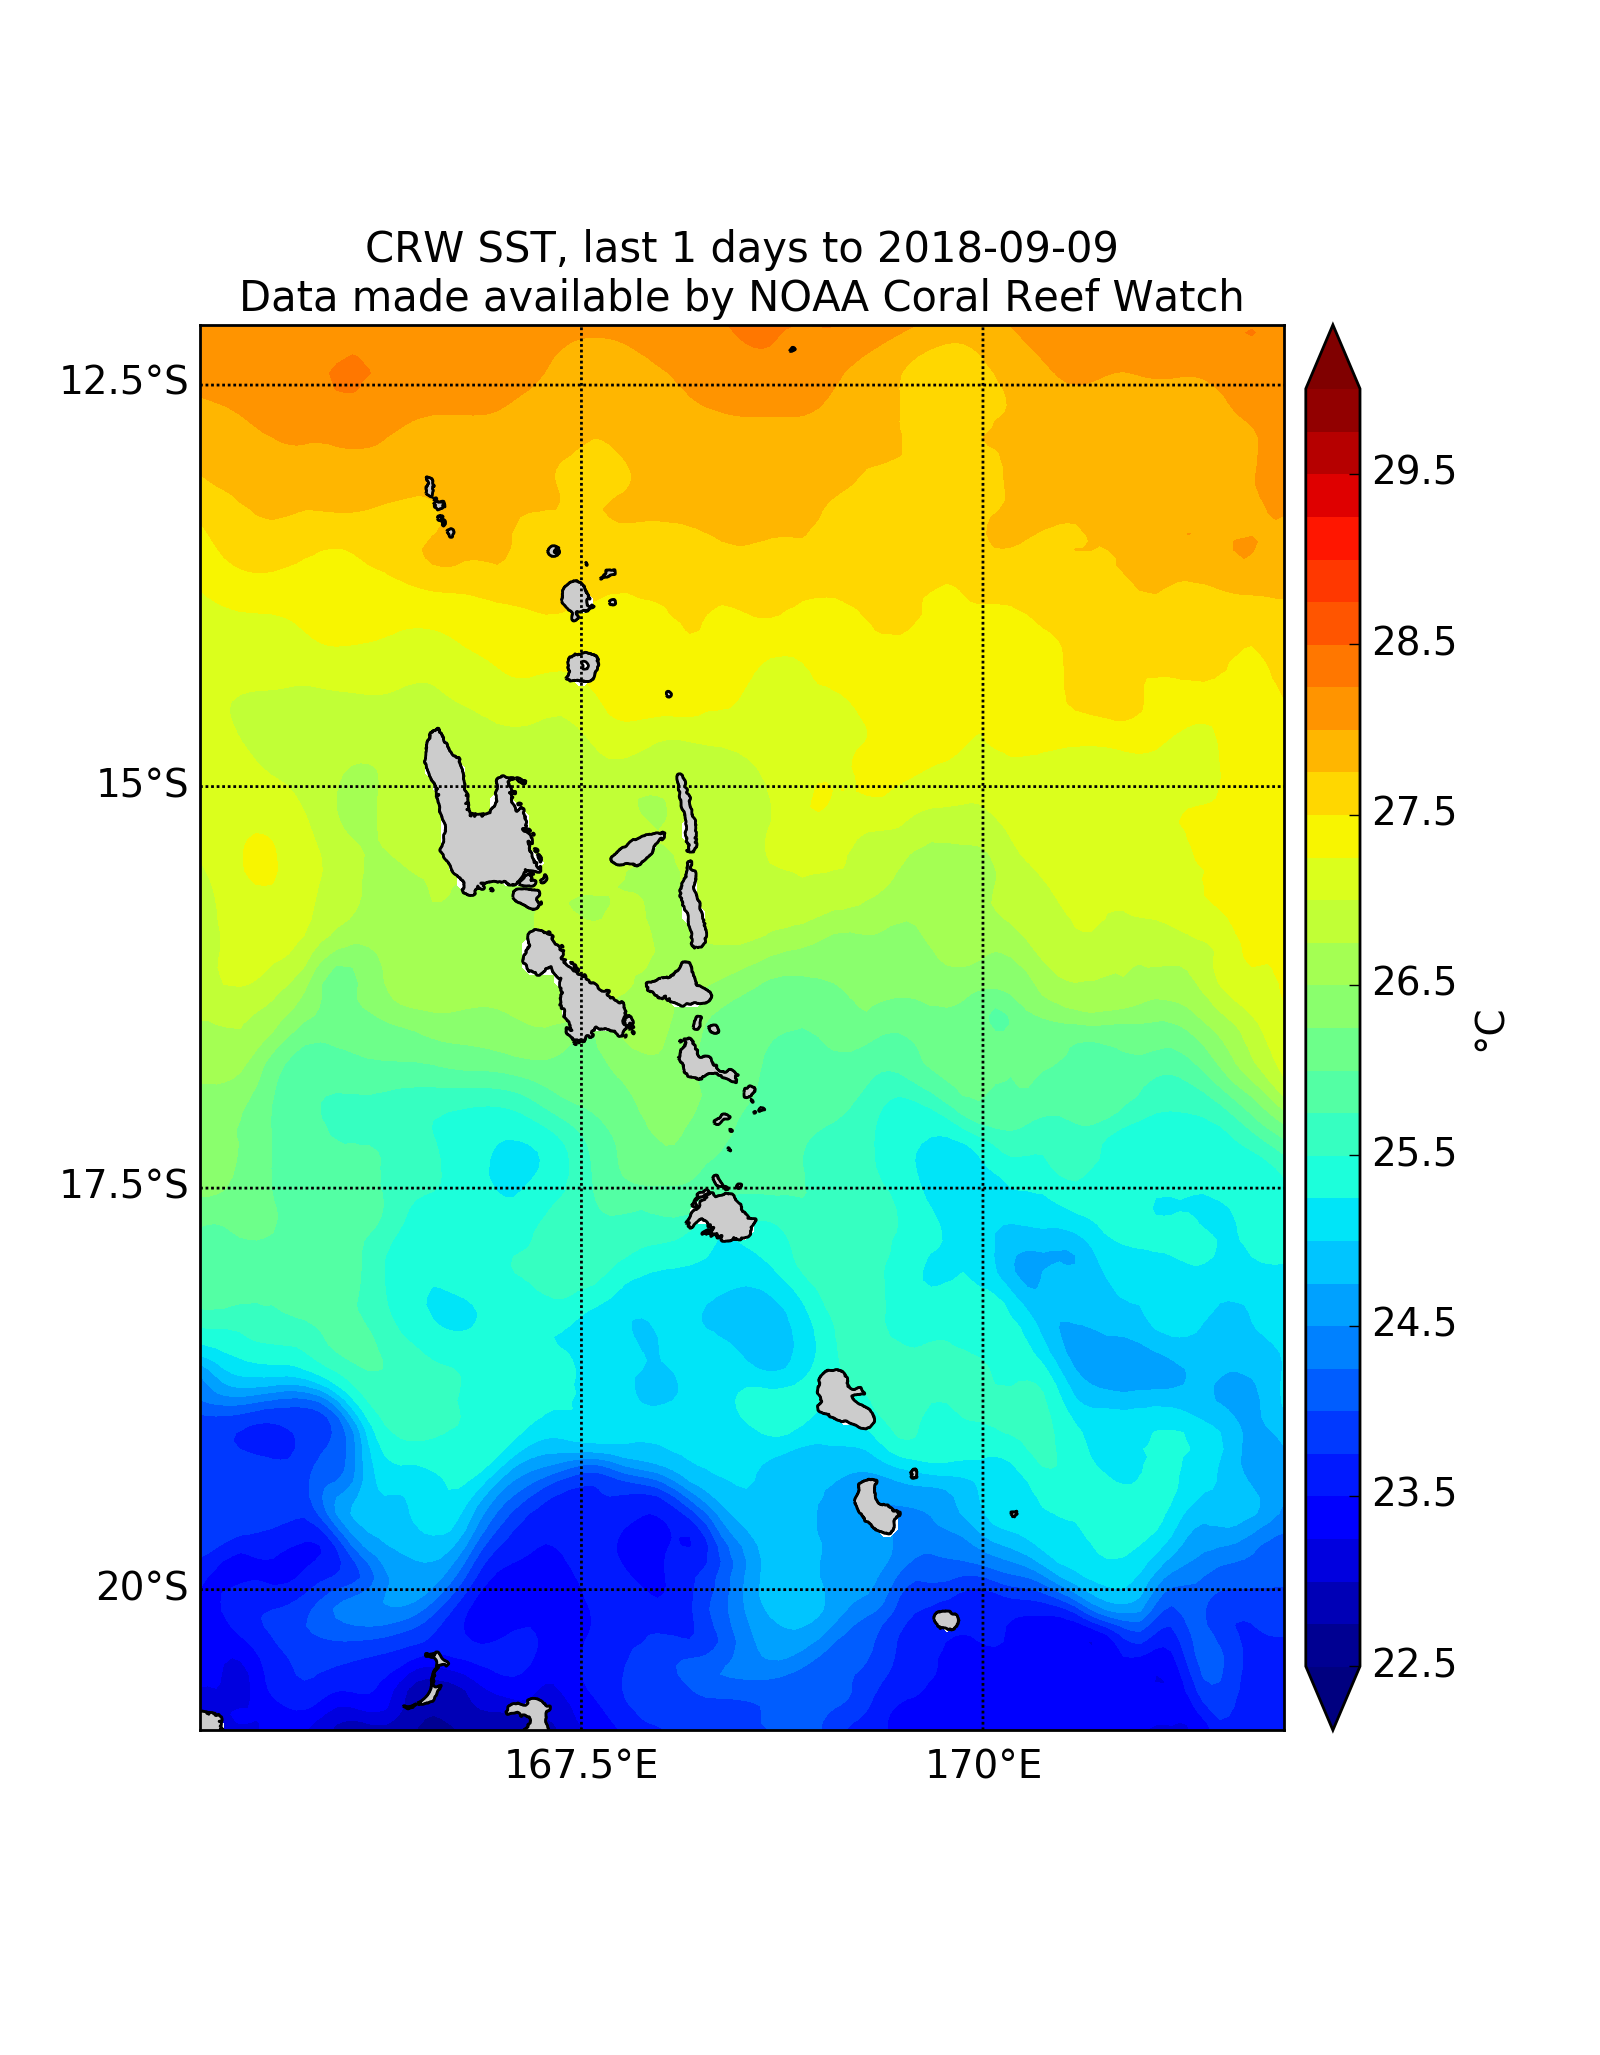 CRW SST, last 1 days to 2018-09-09
Data made available by NOAA Coral Reef Watch
12.5°S
15°S
17.5°S
20°S
167.5°E
170°E
29.5
28.5
27.5
26.5
25.5
24.5
23.5
22.5
°C